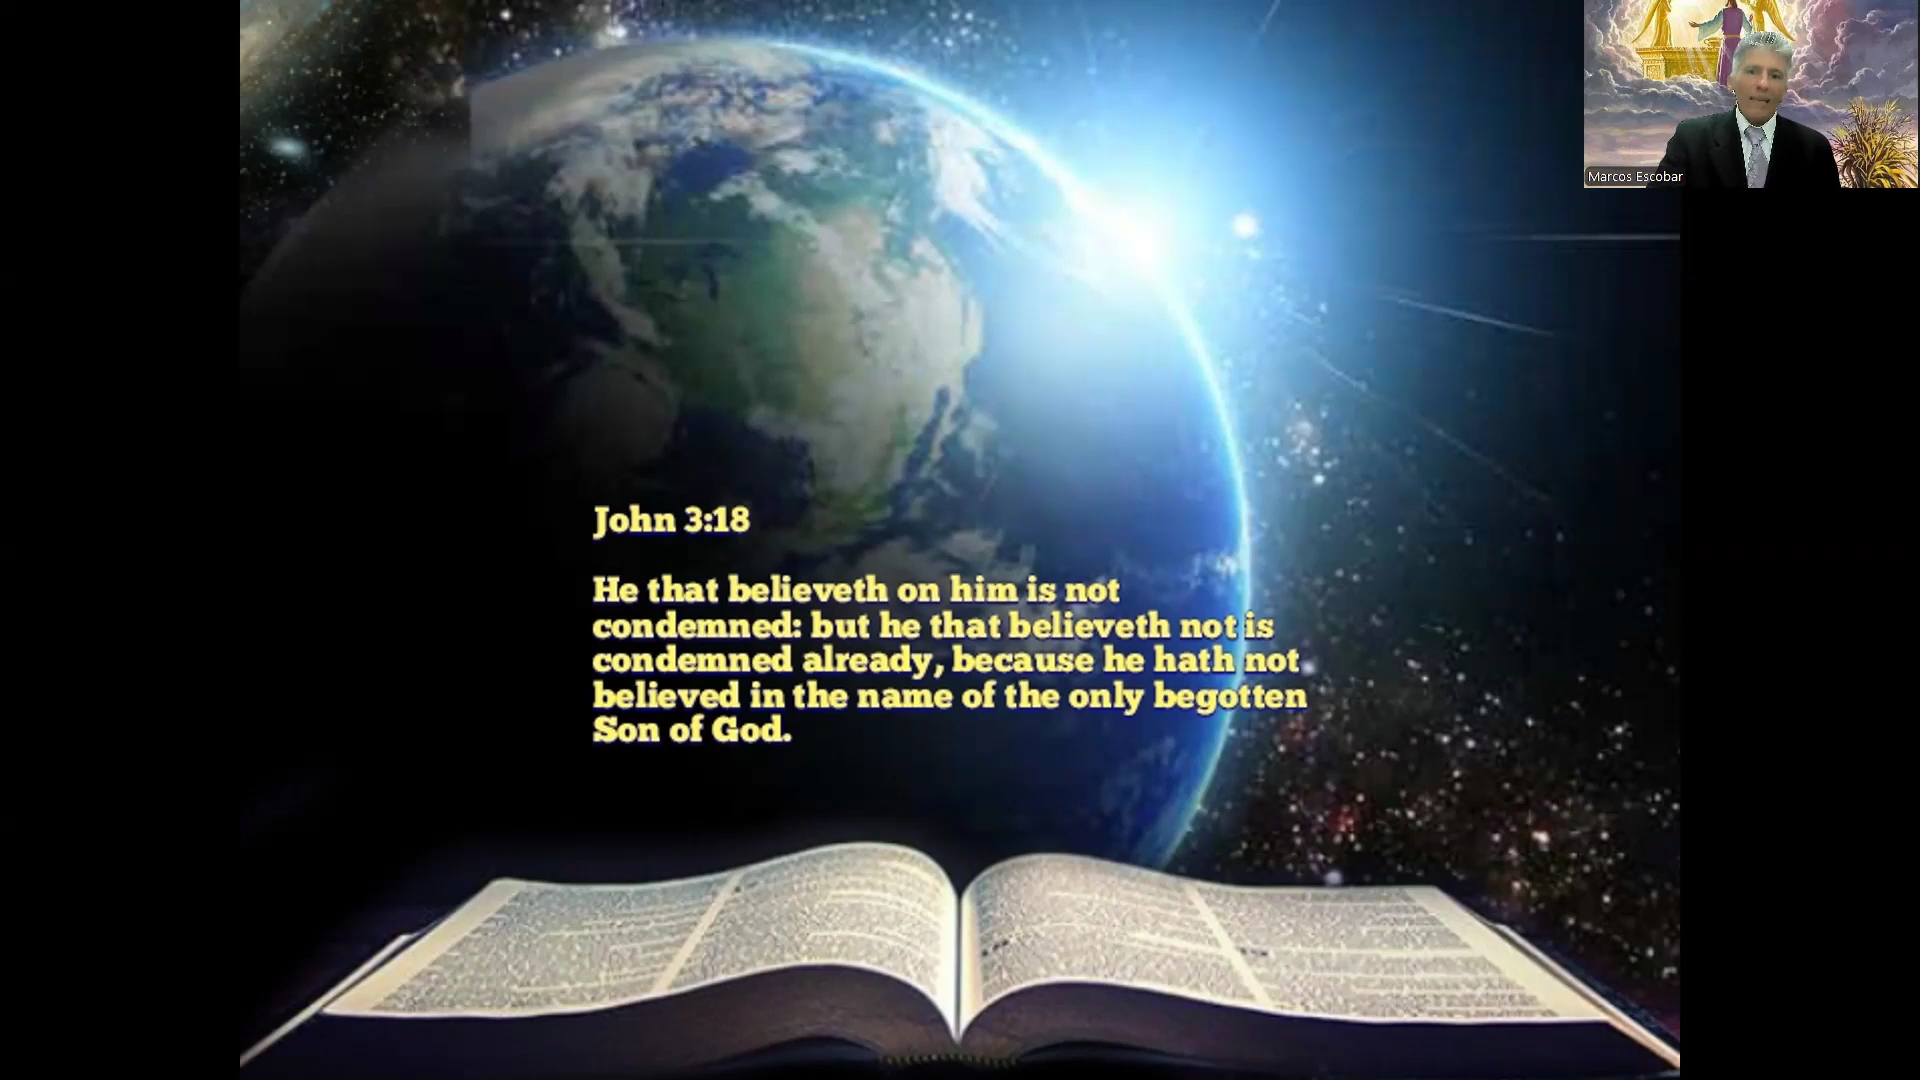 Marcos Escobar
John 3:18
He that believeth on him is not
condemned: but he that believeth not is
condemned already, because he hath not
believed in the name of the only begotten
Son of God.